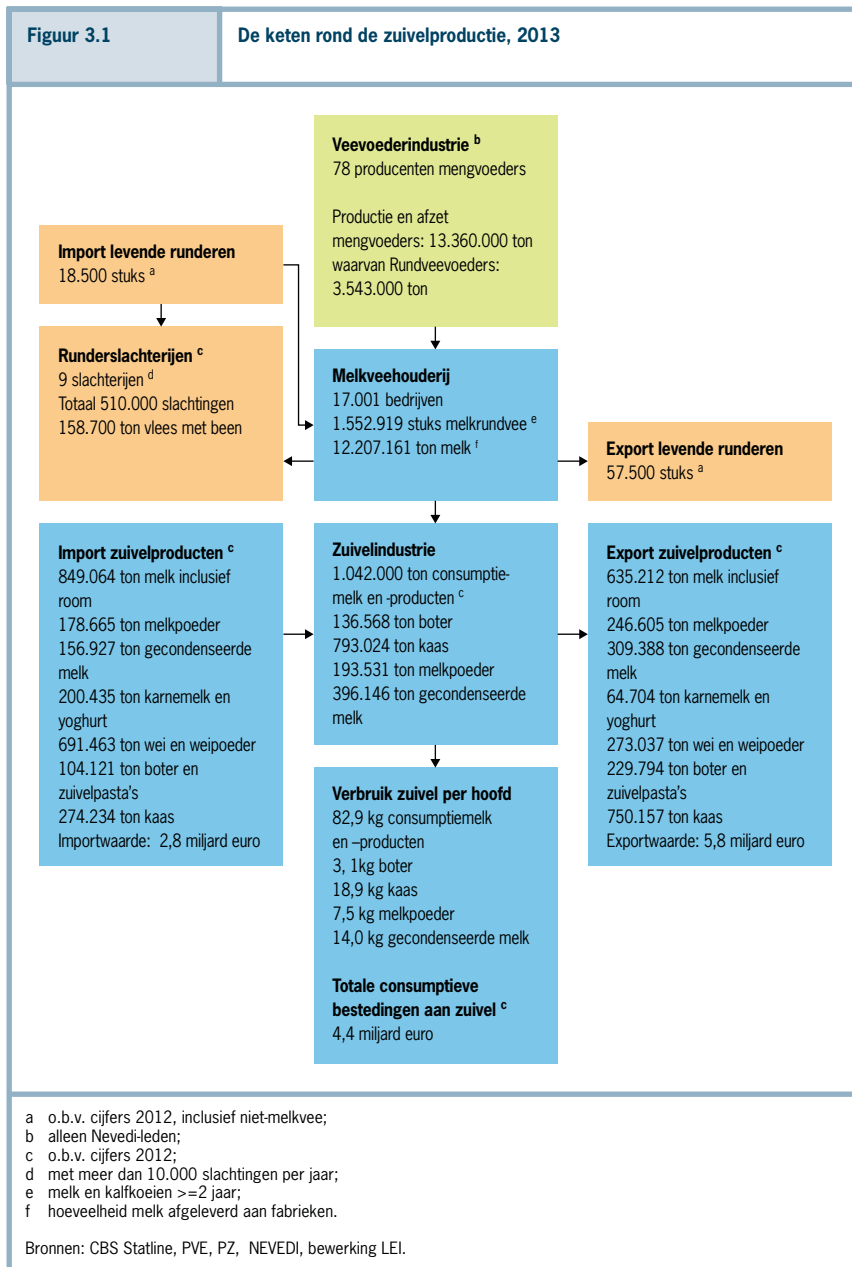 Figuur 3.1
De keten rond de zuivelproductie, 2013
Veevoederindustrie b
78 producenten mengvoeders
Productie en afzet
mengvoeders: 13.360.000 ton
waarvan Rundveevoeders:
3.543.000 ton
Import levende runderen
18.500 stuks a
Runderslachterijen c
9 slachterijen d
Totaal 510.000 slachtingen
158.700 ton vlees met been
Melkveehouderij
17.001 bedrijven
1.552.919 stuks melkrundvee e
12.207.161 ton melk f
Export levende runderen
57.500 stuks a
Import zuivelproducten c
849.064 ton melk inclusief
room
178.665 ton melkpoeder
156.927 ton gecondenseerde
melk
200.435 ton karnemelk en
yoghurt
691.463 ton wei en weipoeder
104.121 ton boter en
zuivelpasta's
274.234 ton kaas
Importwaarde: 2,8 miljard euro
Zuivelindustrie
1.042.000 ton consumptie-
melk en -producten c
136.568 ton boter
793.024 ton kaas
193.531 ton melkpoeder
396.146 ton gecondenseerde
melk
Export zuivelproducten c
635.212 ton melk inclusief
room
246.605 ton melkpoeder
309.388 ton gecondenseerde
melk
64.704 ton karnemelk en
yoghurt
273.037 ton wei en weipoeder
229.794 ton boter en
zuivelpasta's
750.157 ton kaas
Exportwaarde: 5,8 miljard euro
Verbruik zuivel per hoofd
82,9 kg consumptiemelk
en –producten
3, 1kg boter
18,9 kg kaas
7,5 kg melkpoeder
14,0 kg gecondenseerde melk
Totale consumptieve
bestedingen aan zuivel c
4,4 miljard euro
a o.b.v. cijfers 2012, inclusief niet-melkvee;
b alleen Nevedi-leden;
c o.b.v. cijfers 2012;
d met meer dan 10.000 slachtingen per jaar;
e melk en kalfkoeien >=2 jaar;
f hoeveelheid melk afgeleverd aan fabrieken.
Bronnen: CBS Statline, PVE, PZ, NEVEDI, bewerking LEI.